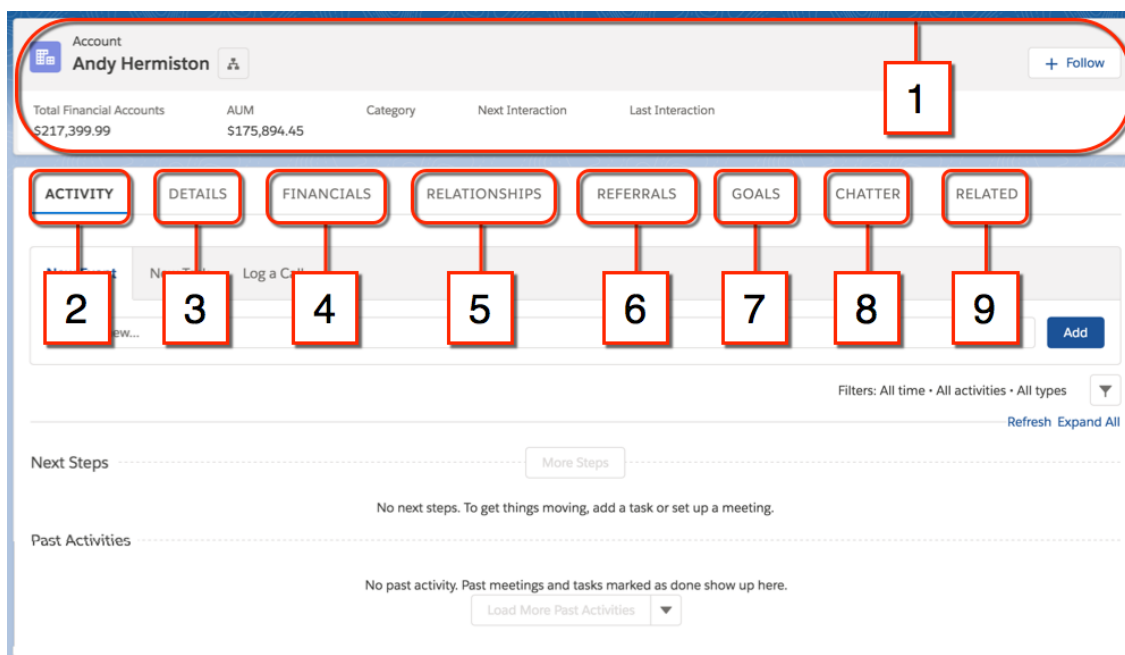 Account
Andy Hermiston
+ Follow
1
Total Financial Accounts AUM Category Next Interaction Last Interaction
$217,399.99 $175,894.45
ACTIVITY DETAILS FINANCIALS RELATIONSHIPS REFERRALS GOALS CHATTER RELATED
Log a
2 3 4 5 6 7 8 9
Add
Filters: All time • All activities • All types
Refresh Expand All
Next Steps
More Steps
No next steps. To get things moving, add a task or set up a meeting.
Past Activities
No past activity. Past meetings and tasks marked as done show up here.
Load More Past Activities